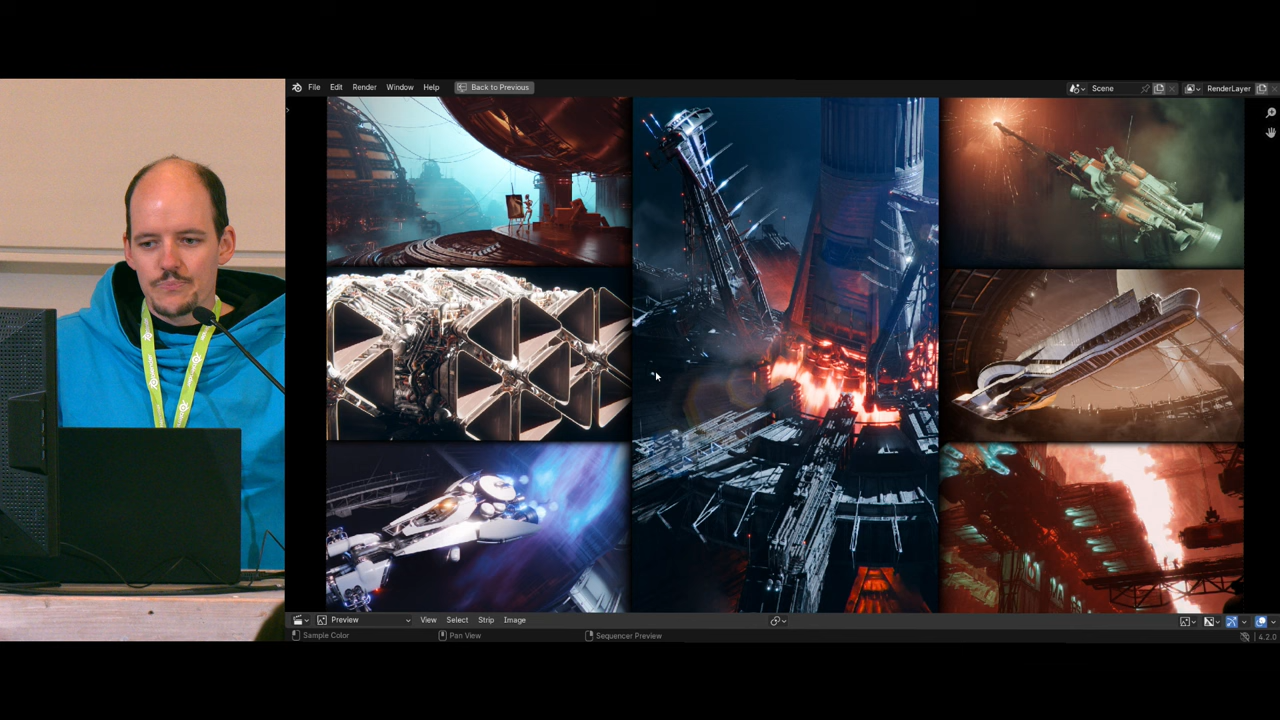 File Edit Render Window Help Back to Previous Scene RenderLayer
Preview View Select Strip Image
Sample Color Pan View Sequencer Preview 4.2.0